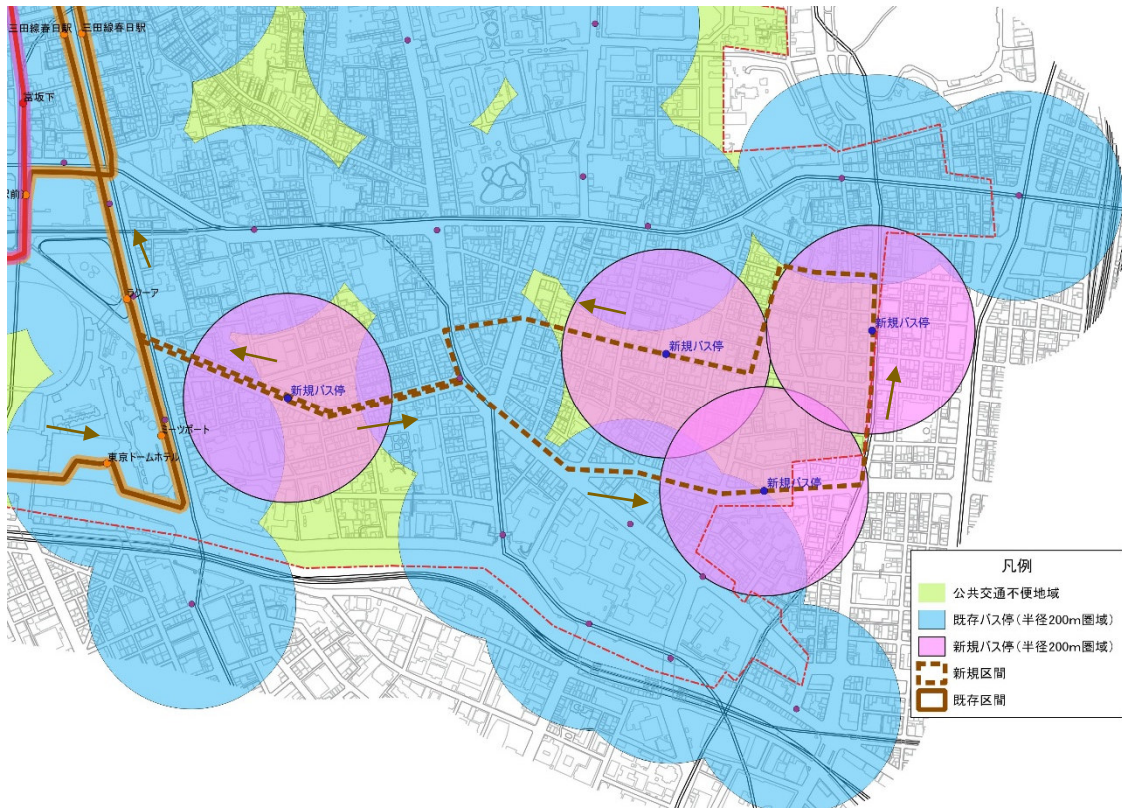 三田線春日駅
三田線春日駅
富坂下
駅前
ラクーア
新規バス停
新規バス停
新規バス停
ミーツポート
東京ドームホテル
新規バス停
凡例
公共交通不便地域
既存バス停(半径200m圏域)
新規バス停(半径200m圏域)
新規区間
既存区間